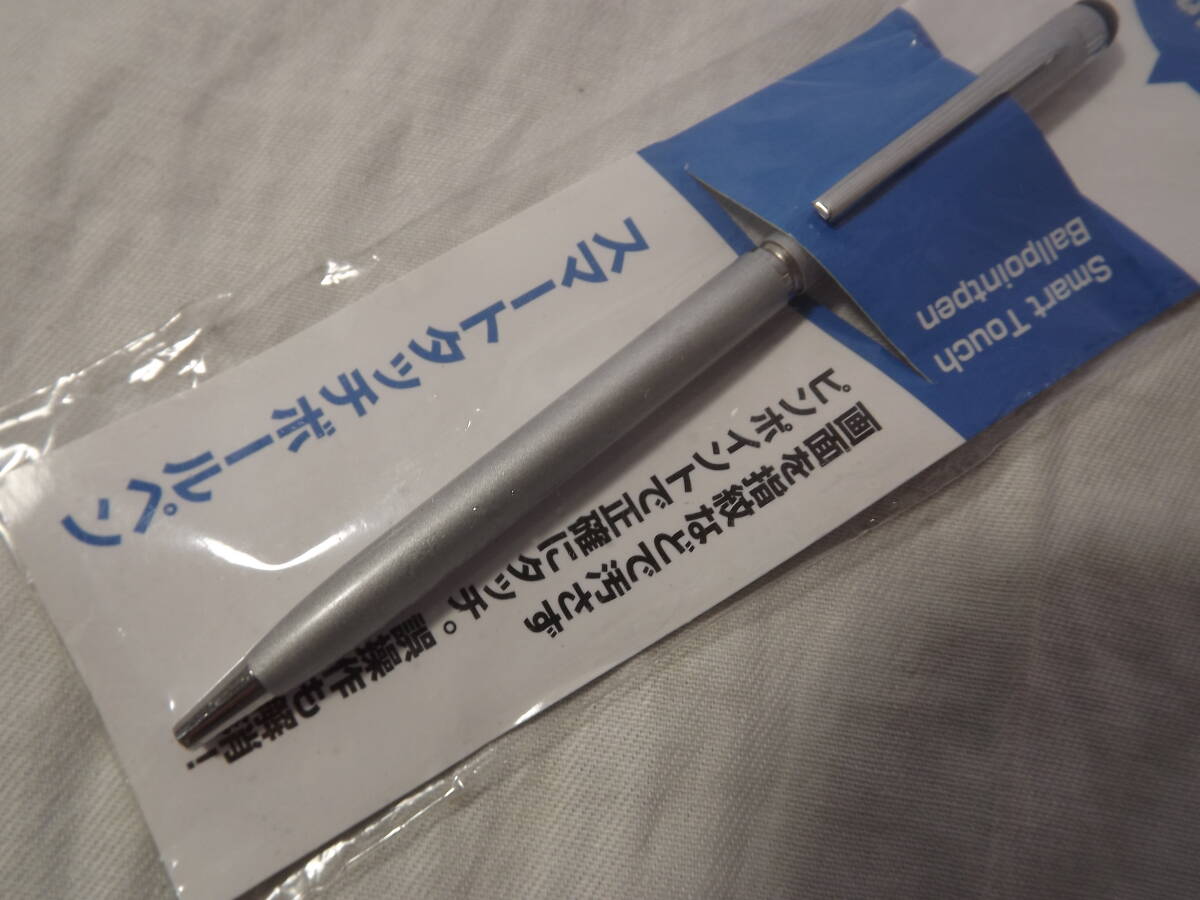 Smart Touch
Ballpointpen
スマートタッチボールペン
画面を指紋などで汚さず
ピンポイントで正確にタッチ。誤操作も解消!